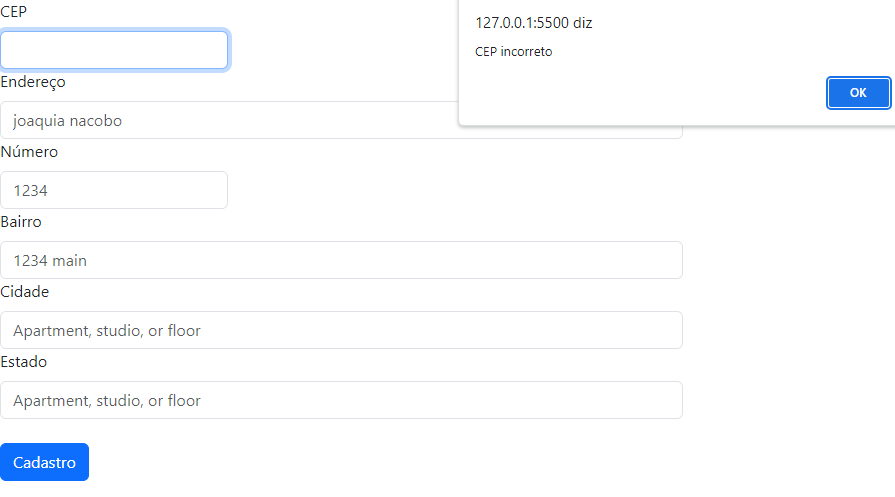 CEP
127.0.0.1:5500 diz
CEP incorreto
OK
Endereço
joaquia nacobo
Número
1234
Bairro
1234 main
Cidade
Apartment, studio, or floor
Estado
Apartment, studio, or floor
Cadastro